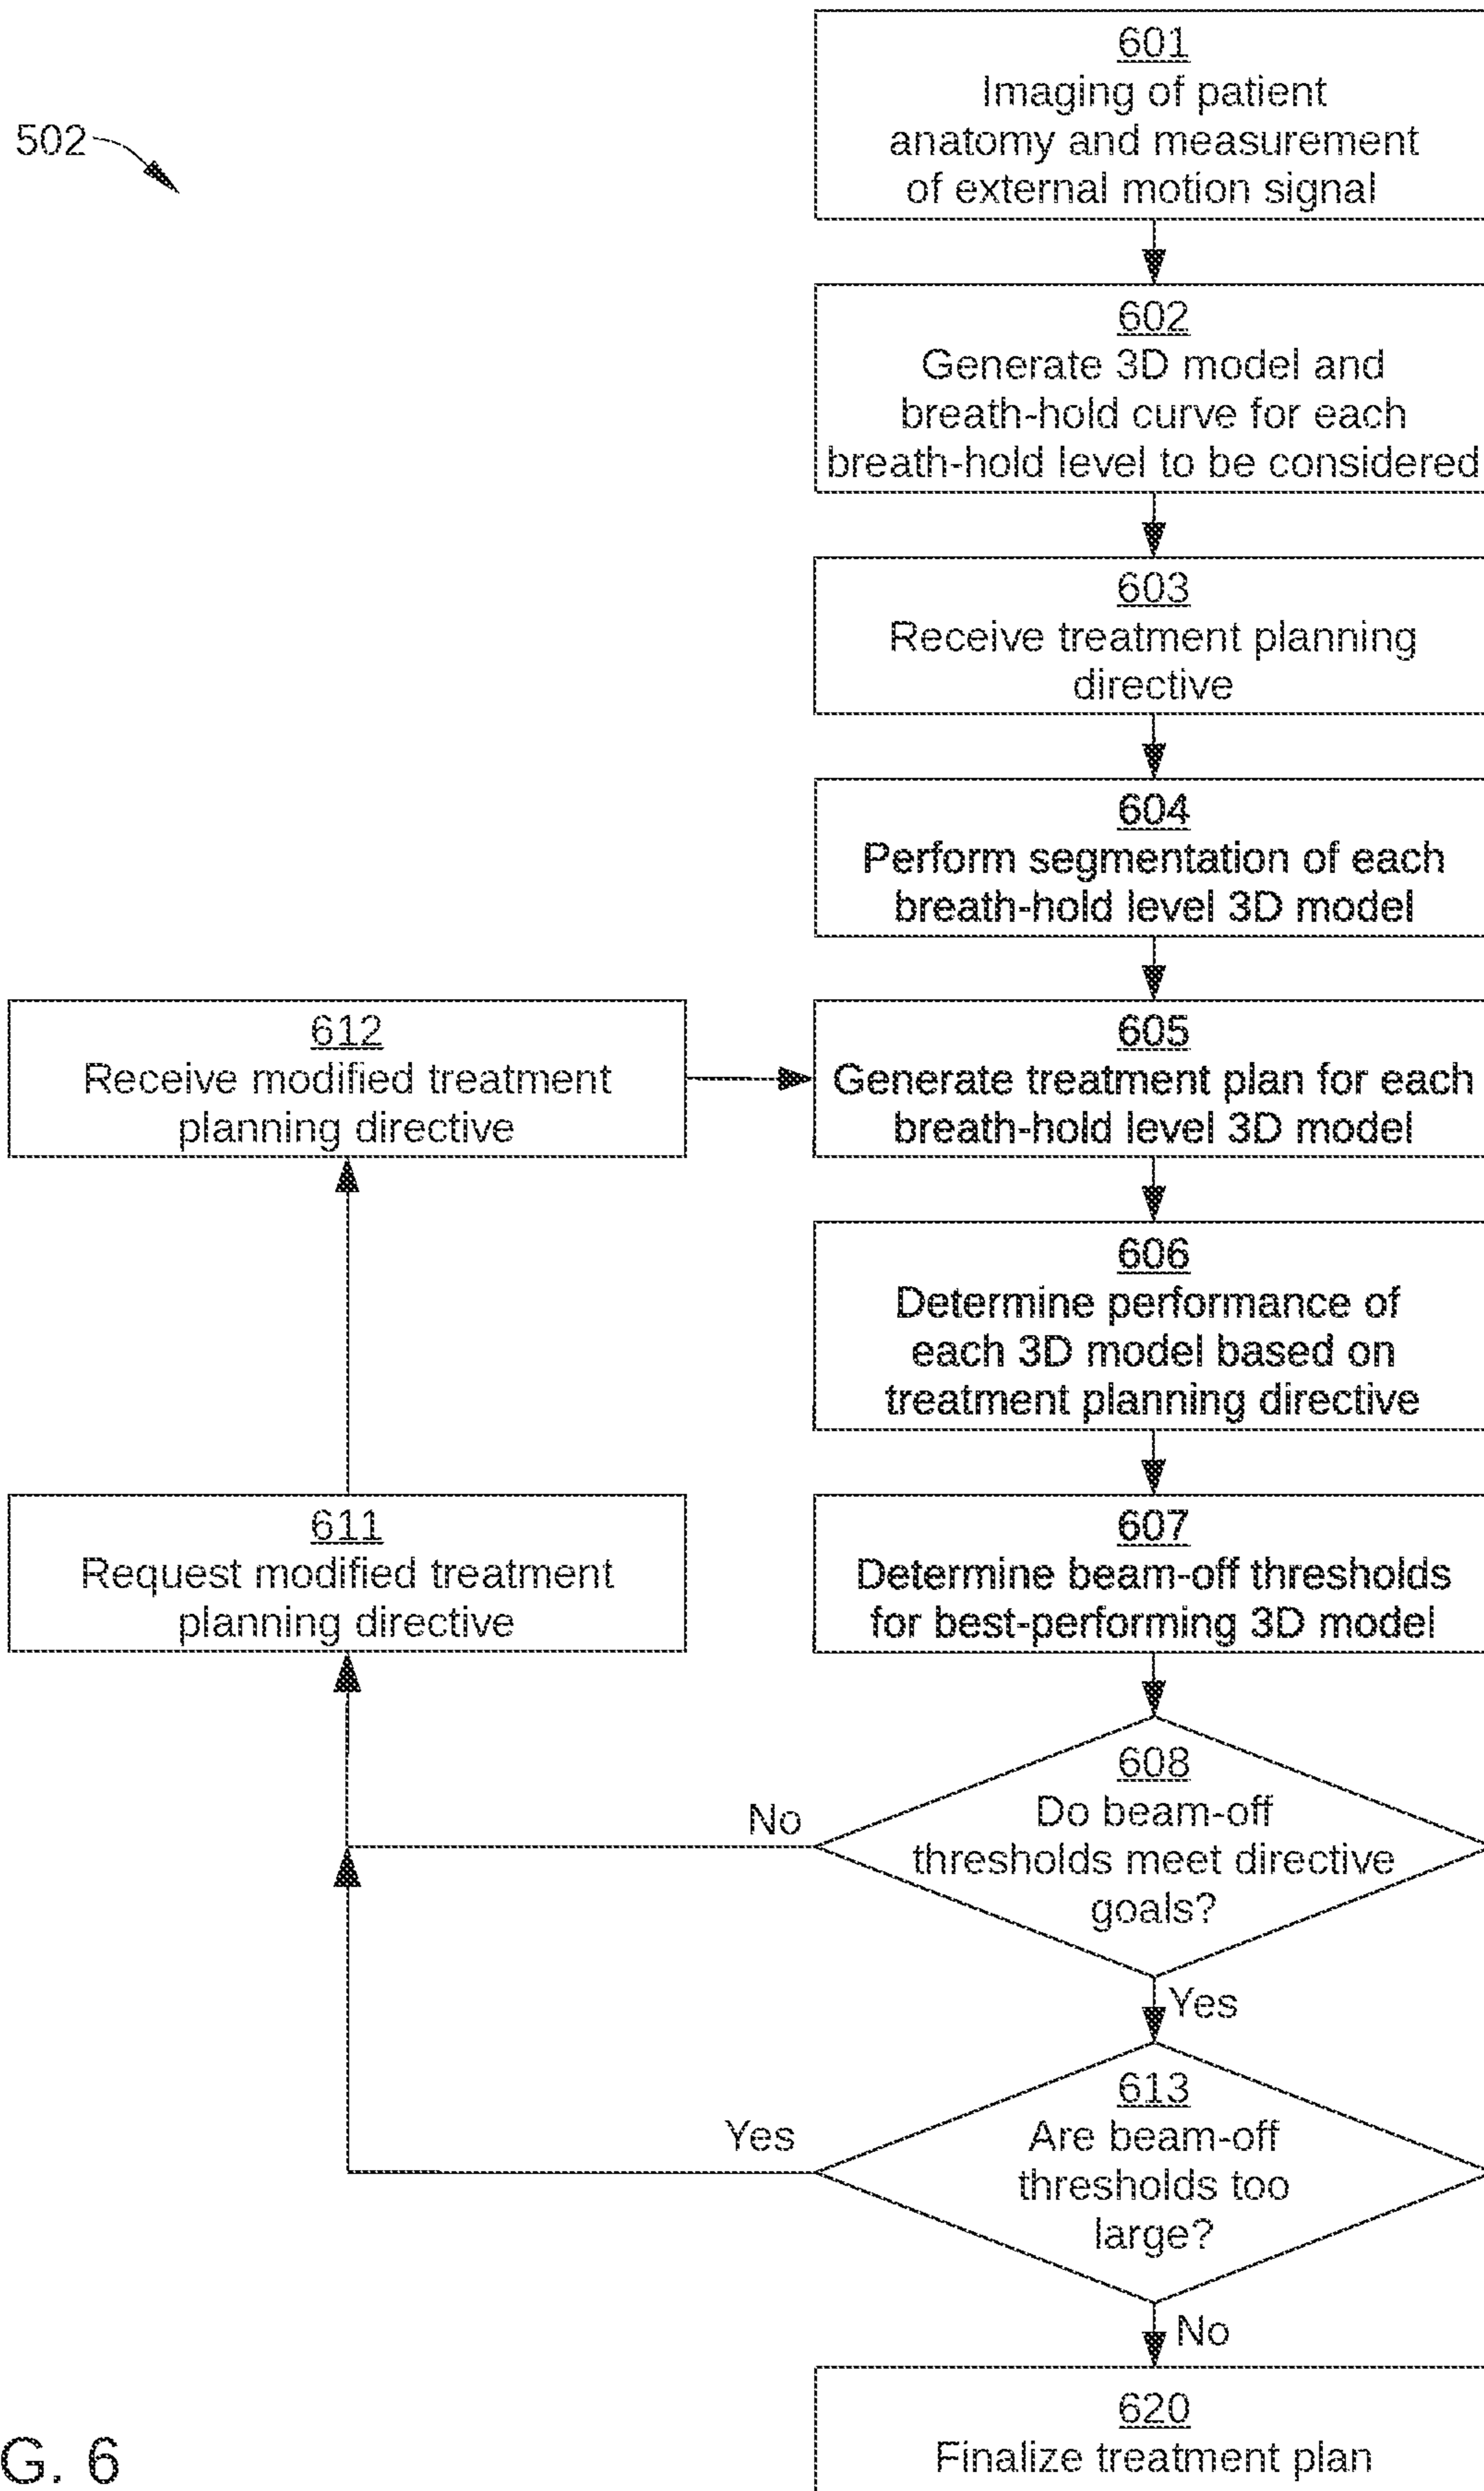 502
601
Imaging of patient
anatomy and measurement
of external motion signal
602
Generate 3D model and
breath-hold curve for each
breath-hold level to be considered
603
Receive treatment planning
directive
604
Perform segmentation of each
breath-hold level 3D model
612
Receive modified treatment
planning directive
605
Generate treatment plan for each
breath-hold level 3D model
606
Determine performance of
each 3D model based on
treatment planning directive
611
Request modified treatment
planning directive
607
Determine beam-off thresholds
for best-performing 3D model
608
Do beam-off
thresholds meet directive
goals?
No
Yes
613
Are beam-off
thresholds too
large?
Yes
No
620
Finalize treatment plan
G. 6